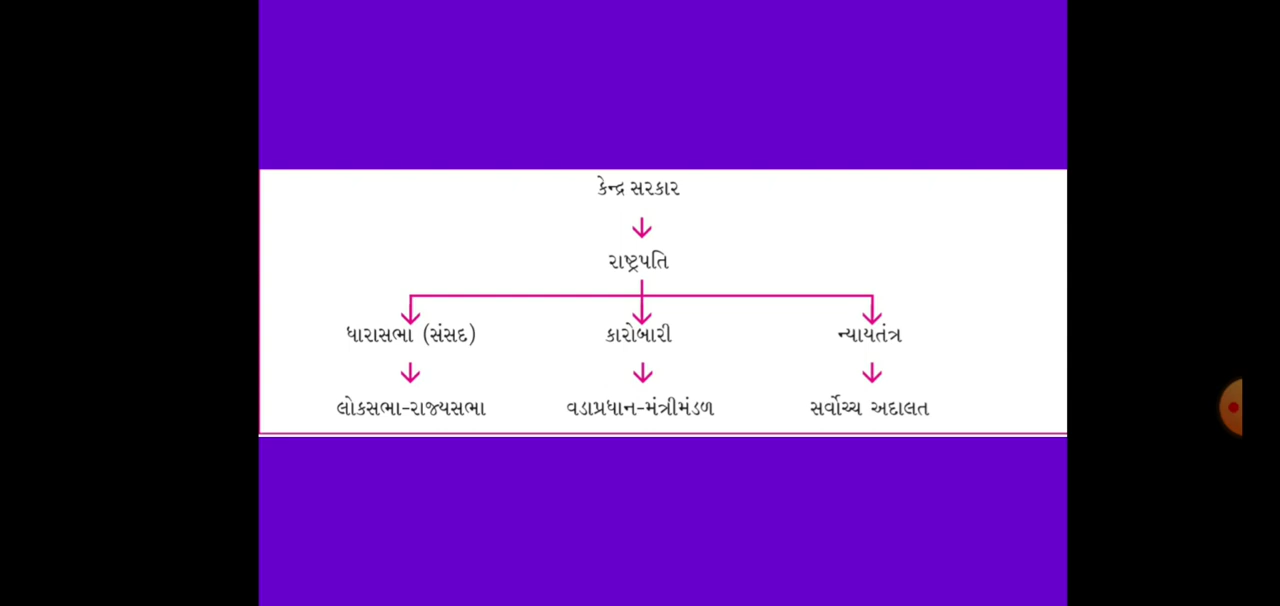 કેન્દ્ર સરકાર
રાષ્ટ્રપતિ
ધારાસભા (સંસદ) કારોબારી ન્યાયતંત્ર
લોકસભા-રાજ્યસભા વડાપ્રધાન-મંત્રીમંડળ સર્વોચ્ચ અદાલત